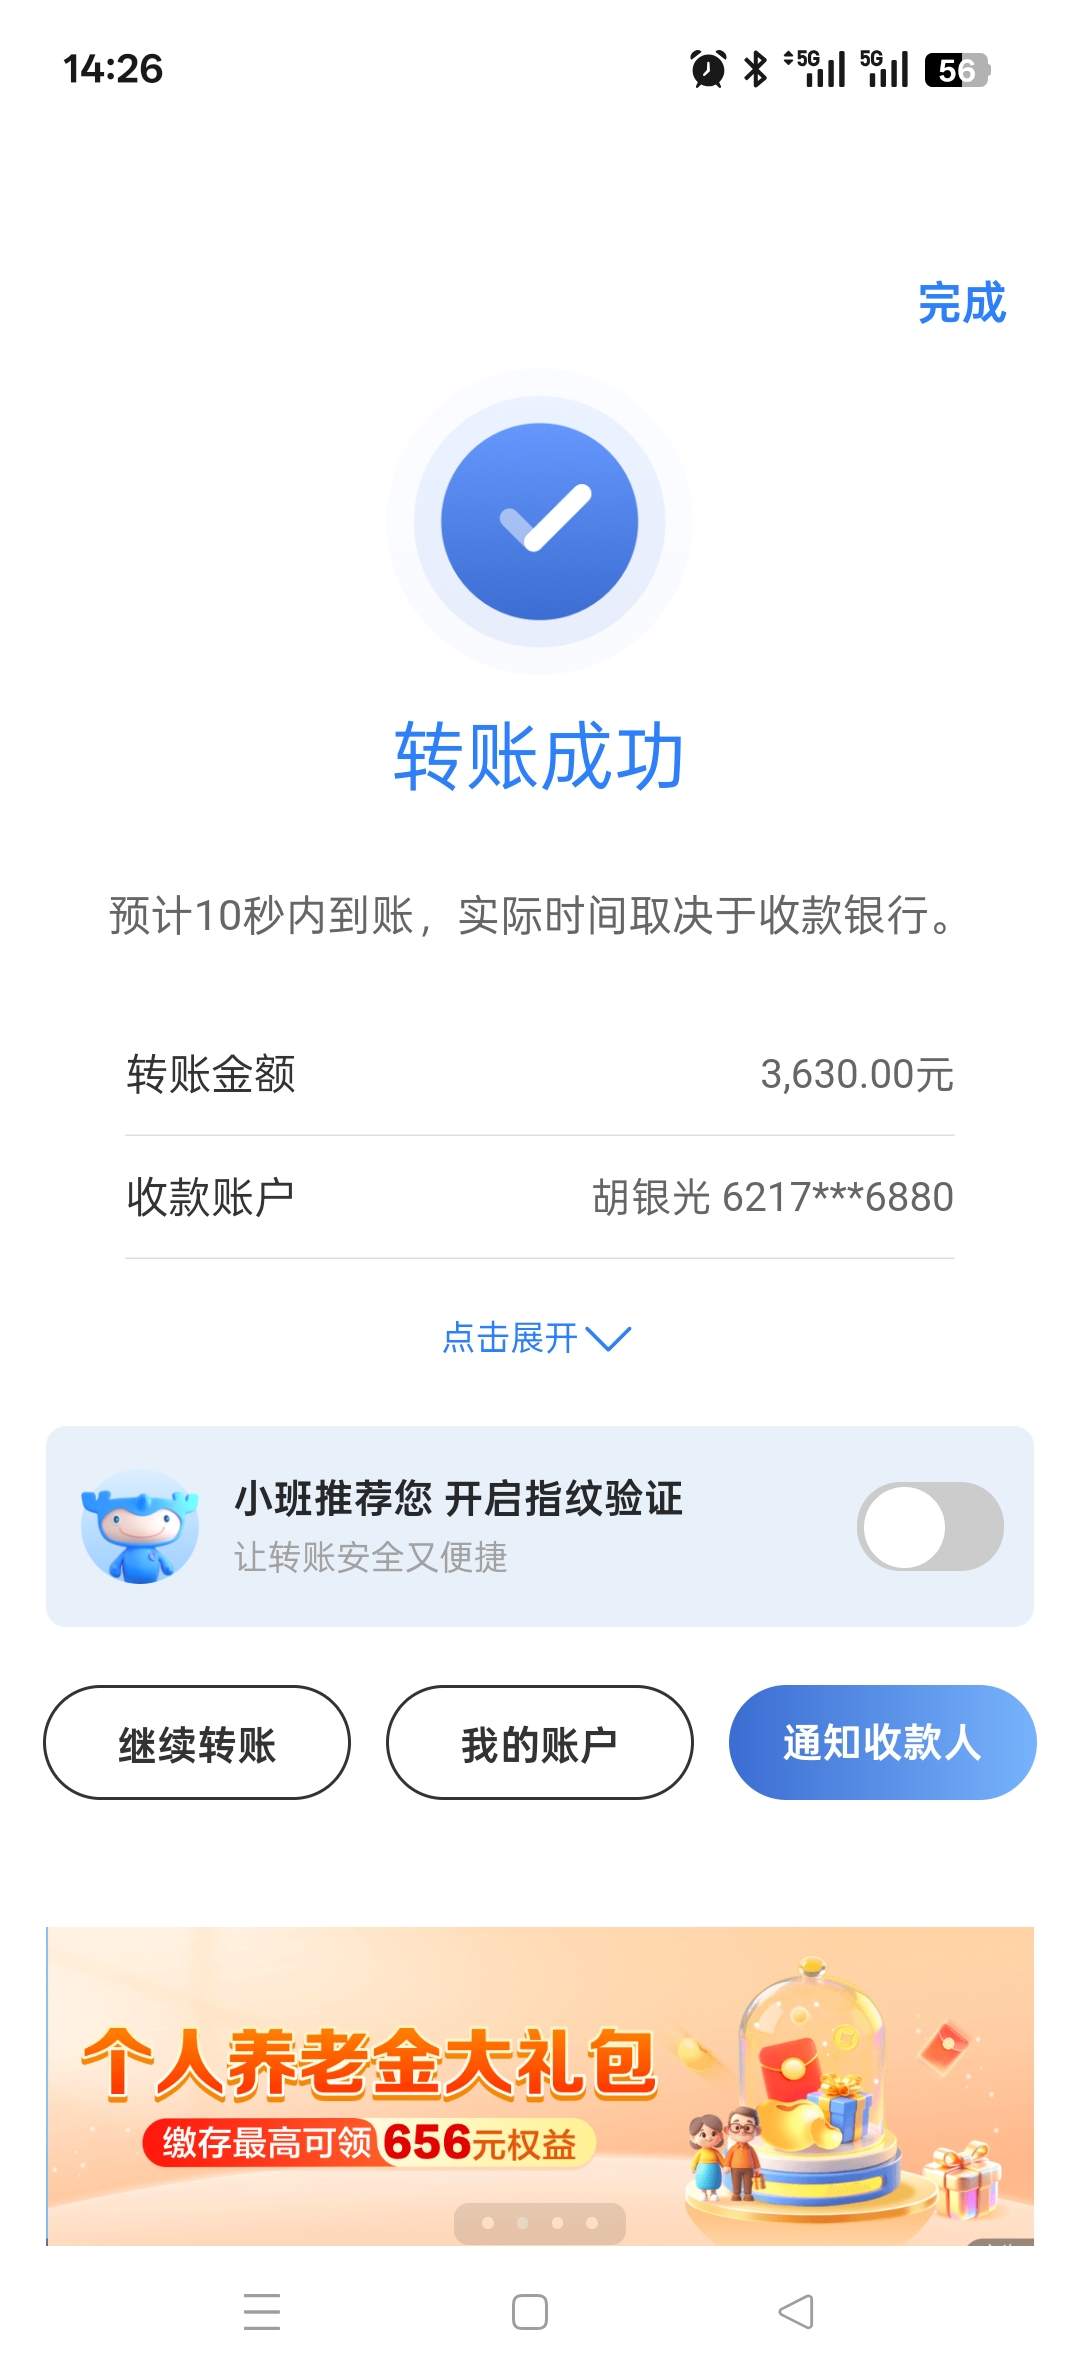 14:26
5G 5G 56
完成
转账成功
预计10秒内到账，实际时间取决于收款银行。
转账金额 3,630.00元
收款账户 胡银光 6217***6880
点击展开
小班推荐您 开启指纹验证
让转账安全又便捷
继续转账 我的账户 通知收款人
个人养老金大礼包
缴存最高可领656元权益